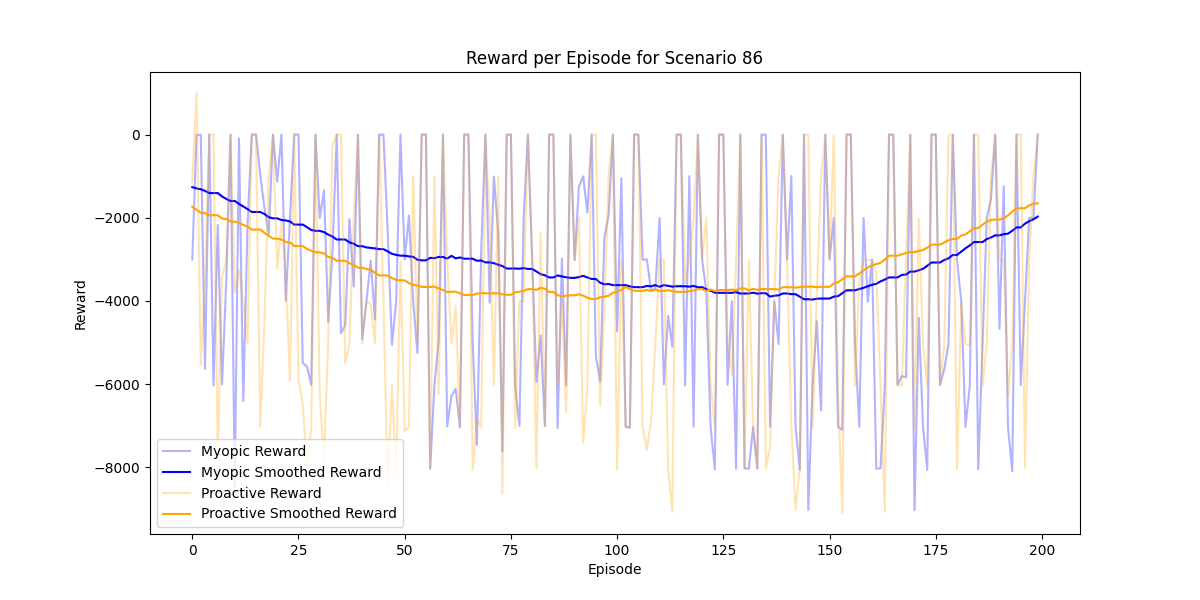 Reward per Episode for Scenario 86
Reward
0
−2000
−4000
−6000
−8000
Myopic Reward
Myopic Smoothed Reward
Proactive Reward
Proactive Smoothed Reward
0 25 50 75 100 125 150 175 200
Episode